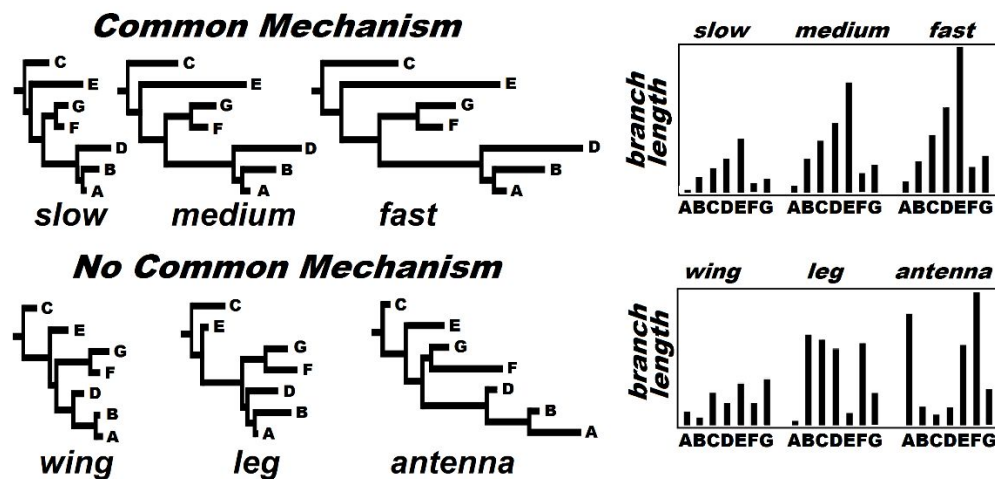 Common Mechanism
C
E
G
F
D
B
A
slow
C
E
G
F
D
B
A
medium
C
E
G
F
D
B
A
fast
slow medium fast
branch
length
ABCDEFG ABCDEFG ABCDEFG
No Common Mechanism
C
E
G
F
D
B
A
wing
C
E
G
F
D
B
A
leg
C
E
G
F
D
B
A
antenna
wing leg antenna
branch
length
ABCDEFG ABCDEFG ABCDEFG